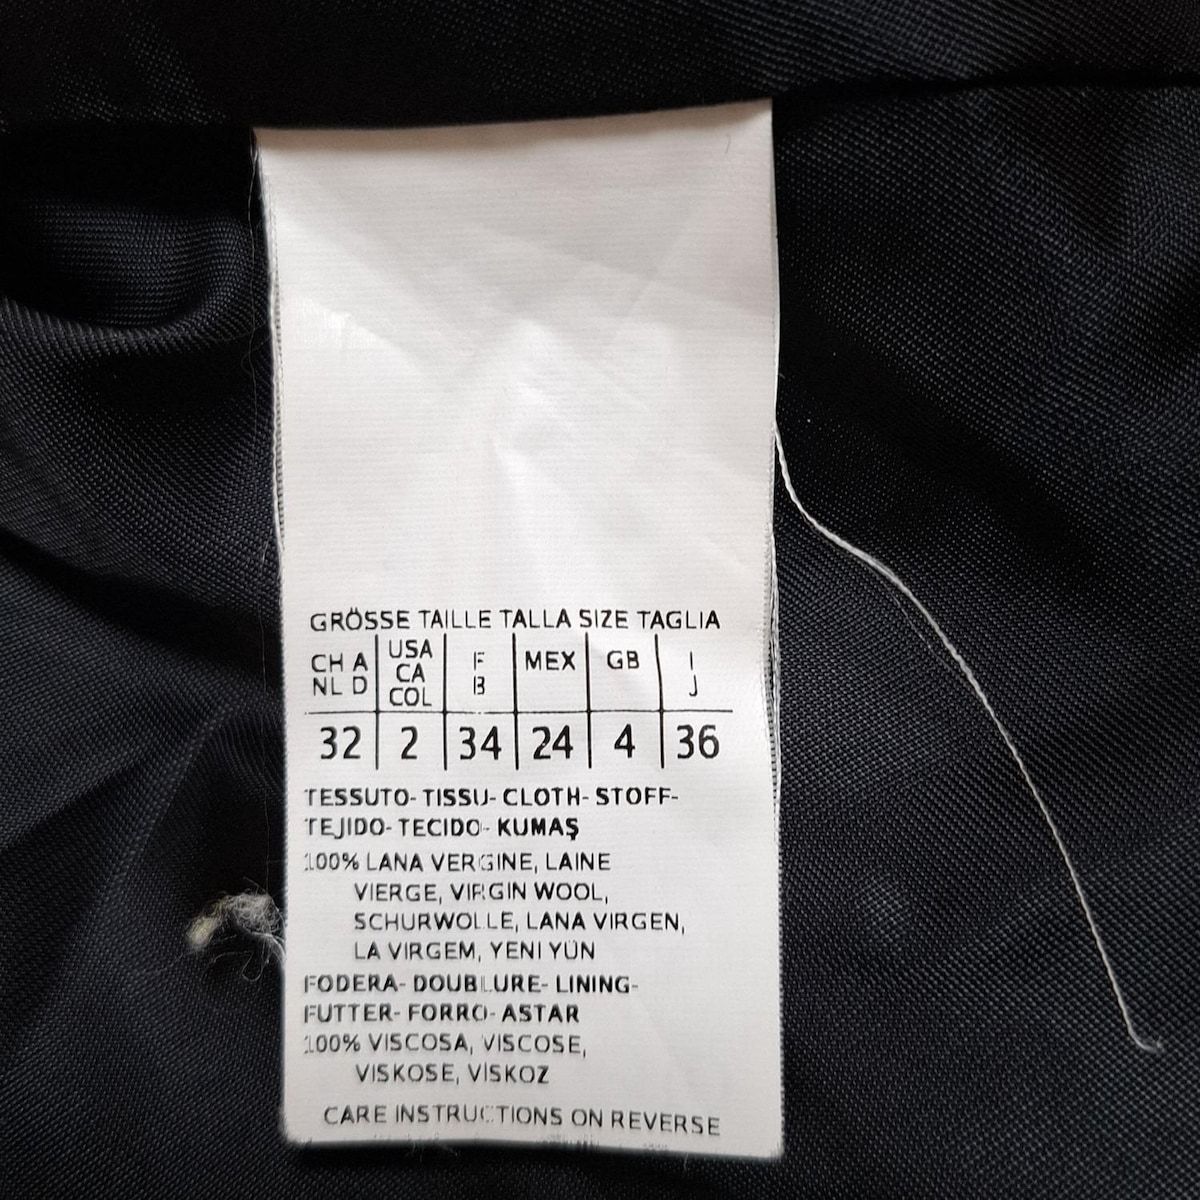 GRÖSSE TAILLE TALLA SIZE TAGLIA
CH A NL D | USA CA COL | F B | MEX | GB | I J
32 | 2 | 34 | 24 | 4 | 36
TESSUTO- TISSU- CLOTH- STOFF-
TEJIDO- TECIDO- KUMAŞ
100% LANA VERGINE, LAINE
VIERGE, VIRGIN WOOL,
SCHURWOLLE, LANA VIRGEN,
LA VIRGEM, YENI YÜN
FODERA- DOUBLURE- LINING-
FUTTER- FORRO- ASTAR
100% VISCOSA, VISCOSE,
VISKOSE, VİSKOZ
CARE INSTRUCTIONS ON REVERSE